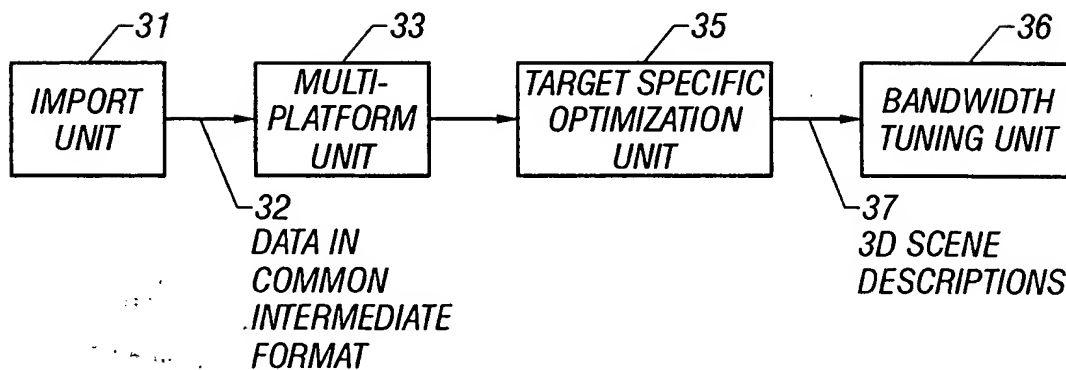 31
33
35
36
IMPORT
UNIT
MULTI-
PLATFORM
UNIT
TARGET SPECIFIC
OPTIMIZATION
UNIT
BANDWIDTH
TUNING UNIT
32
DATA IN
COMMON
INTERMEDIATE
FORMAT
37
3D SCENE
DESCRIPTIONS